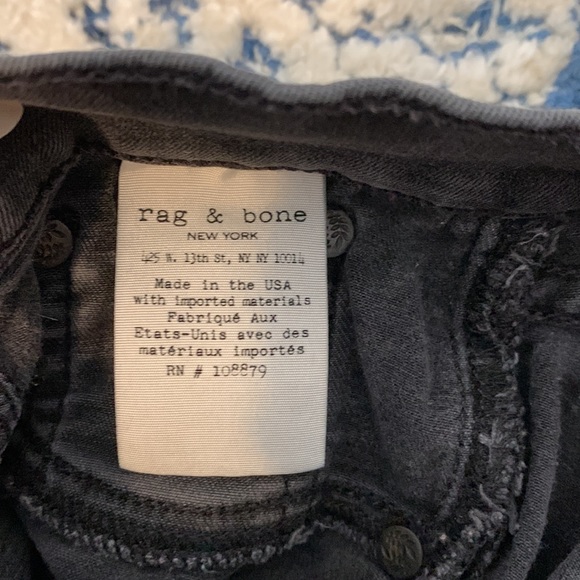 rag & bone
NEW YORK
425 W. 13th St, NY NY 10014
Made in the USA
with imported materials
Fabriqué Aux
Etats-Unis avec des
matériaux importés
RN # 108879